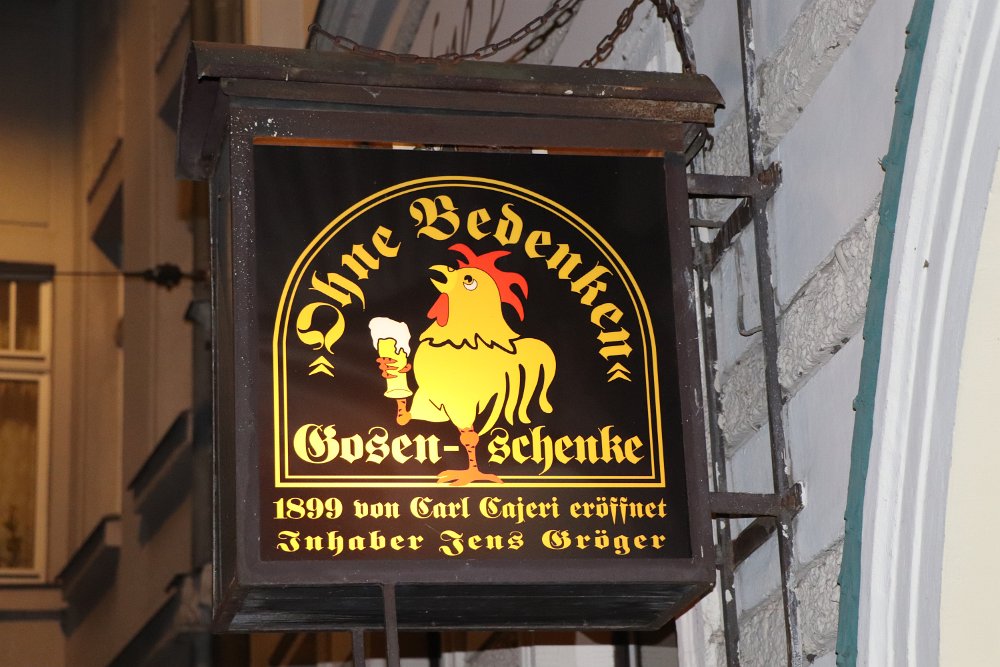 »Ohne Bedenken«
Gosen-schenke
1899 von Carl Cajeri eröffnet
Inhaber Jens Gröger